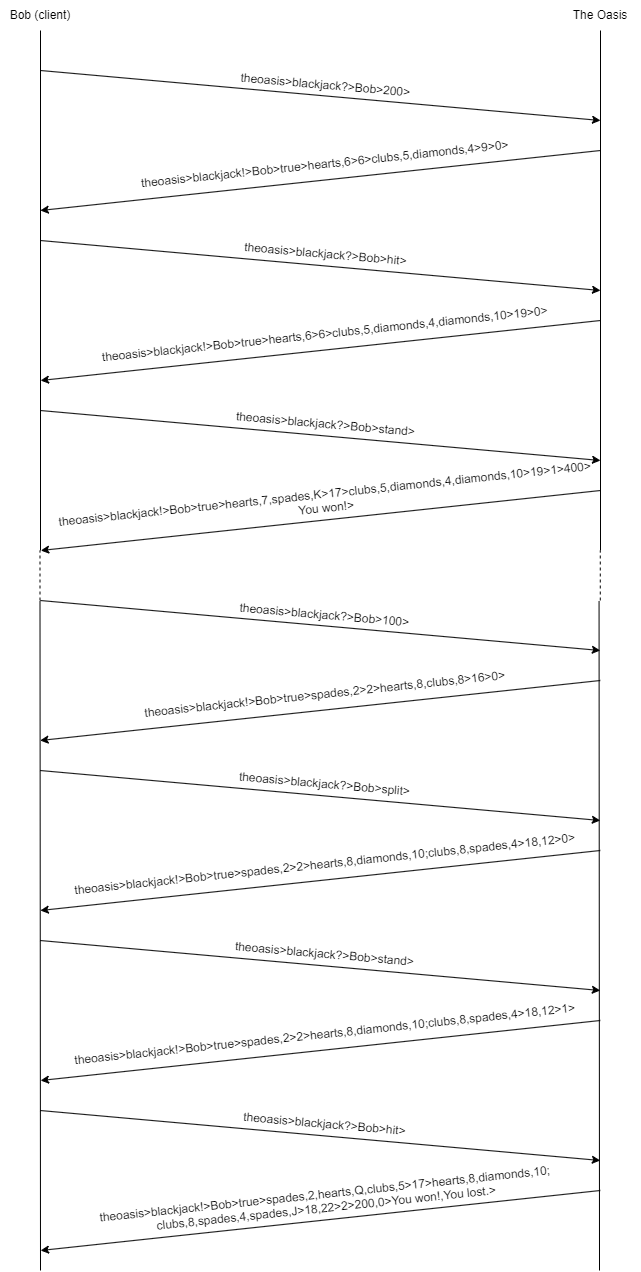 Bob (client)
The Oasis
theoasis>blackjack?>Bob>200>
theoasis>blackjack!>Bob>true>hearts,6>6>clubs,5,diamonds,4>9>0>
theoasis>blackjack?>Bob>hit>
theoasis>blackjack!>Bob>true>hearts,6>6>clubs,5,diamonds,4,diamonds,10>19>0>
theoasis>blackjack?>Bob>stand>
theoasis>blackjack!>Bob>true>hearts,7,spades,K>17>clubs,5,diamonds,4,diamonds,10>19>1>400>
You won!>
theoasis>blackjack?>Bob>100>
theoasis>blackjack!>Bob>true>spades,2>2>hearts,8,clubs,8>16>0>
theoasis>blackjack?>Bob>split>
theoasis>blackjack!>Bob>true>spades,2>2>hearts,8,diamonds,10;clubs,8,spades,4>18,12>0>
theoasis>blackjack?>Bob>stand>
theoasis>blackjack!>Bob>true>spades,2>2>hearts,8,diamonds,10;clubs,8,spades,4>18,12>1>
theoasis>blackjack?>Bob>hit>
theoasis>blackjack!>Bob>true>spades,2,hearts,Q,clubs,5>17>hearts,8,diamonds,10;
clubs,8,spades,4,spades,J>18,22>2>200,0>You won!,You lost.>